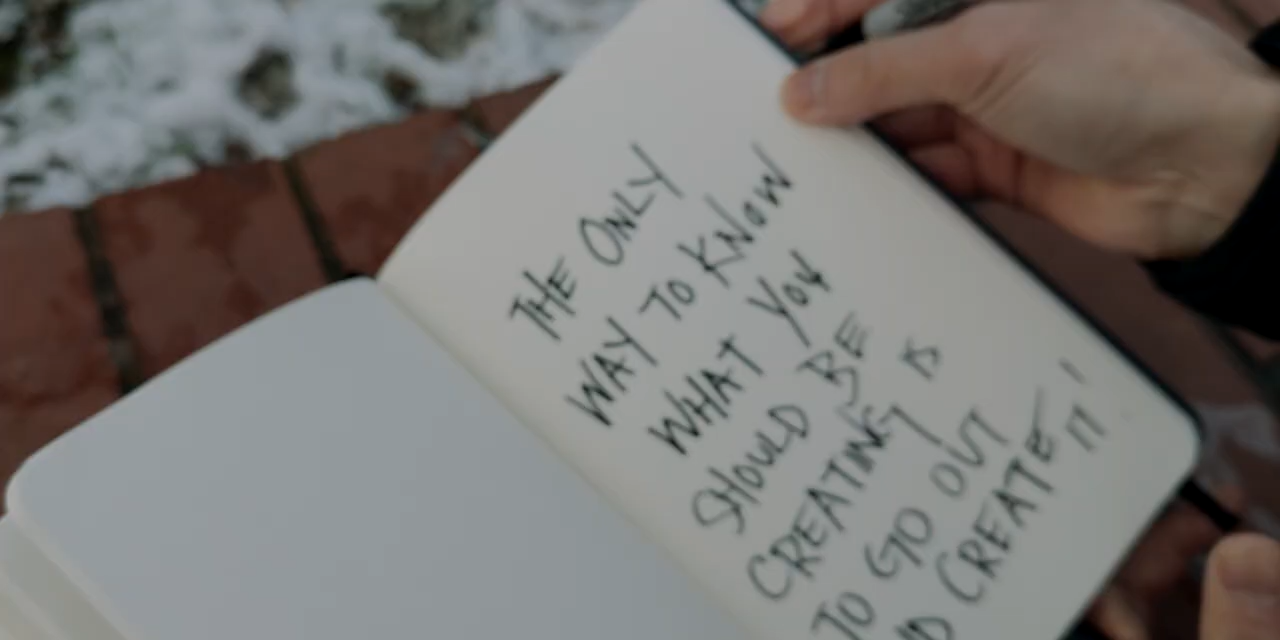 THE ONLY
WAY TO KNOW
WHAT YOU
SHOULD BE
CREATING IS
TO GO OUT
CREATE IT!